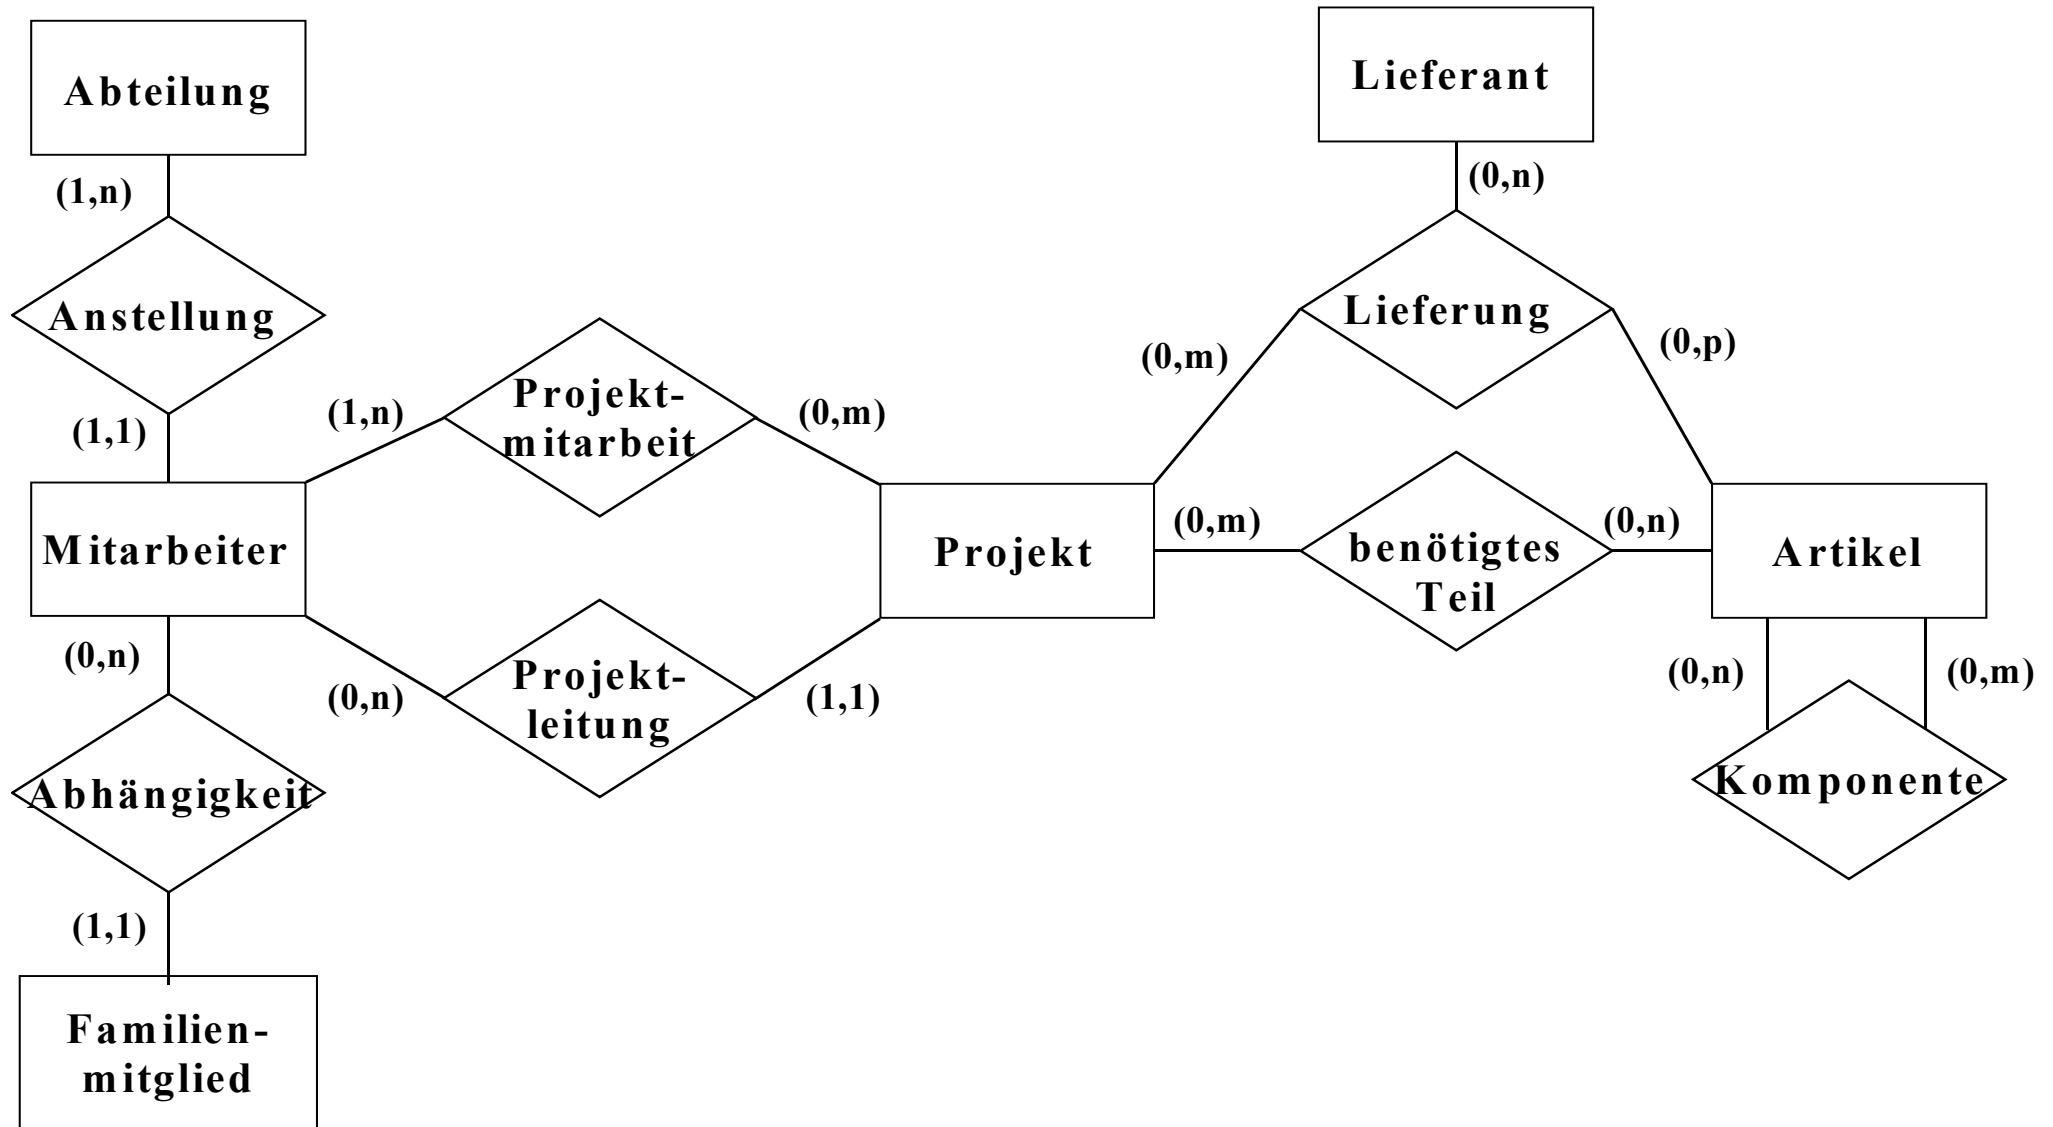 Abteilung
Lieferant
(1,n)
(0,n)
Anstellung
Lieferung
(0,m)
(0,p)
(1,1)
(1,n)
Projekt-
mitarbeit
(0,m)
Mitarbeiter
Projekt
(0,m)
benötigtes
Teil
(0,n)
Artikel
(0,n)
(0,n)
Projekt-
leitung
(1,1)
(0,n)
(0,m)
Abhängigkeit
Komponente
(1,1)
Familien-
mitglied